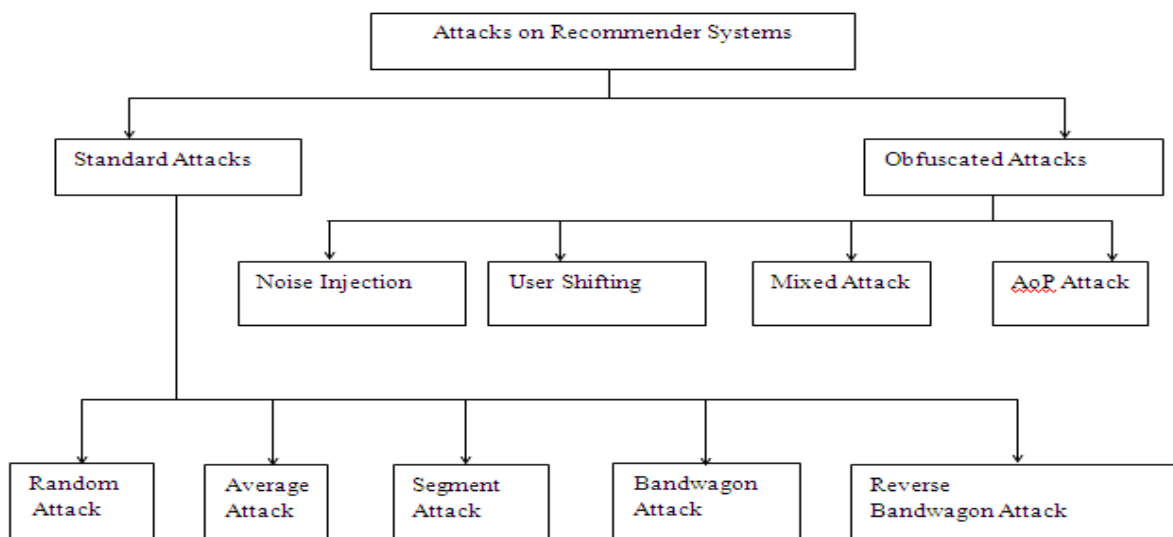 Attacks on Recommender Systems
Standard Attacks
Obfuscated Attacks
Noise Injection
User Shifting
Mixed Attack
AoP Attack
Random
Attack
Average
Attack
Segment
Attack
Bandwagon
Attack
Reverse
Bandwagon Attack